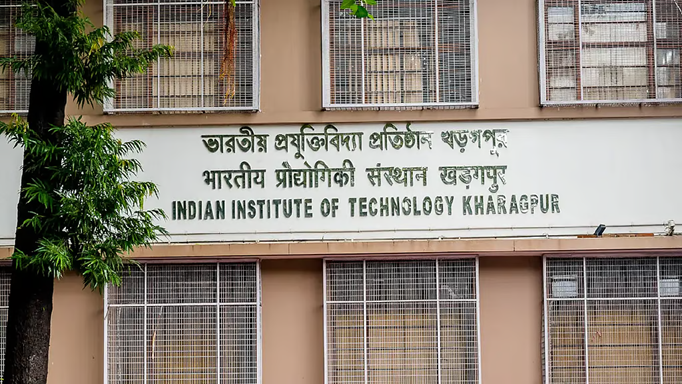 ভারতীয় প্রযুক্তিবিদ্যা প্রতিষ্ঠান খড়গপুর
भारतीय प्रौद्योगिकी संस्थान खड़गपुर
INDIAN INSTITUTE OF TECHNOLOGY KHARAGPUR